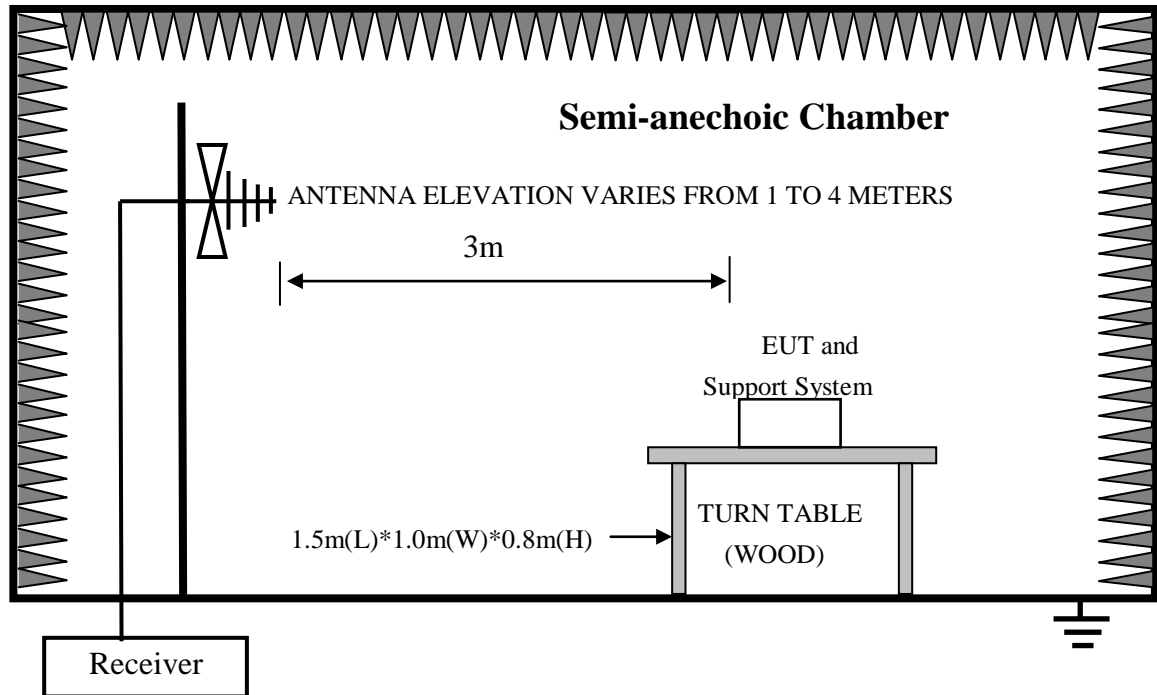 Semi-anechoic Chamber
ANTENNA ELEVATION VARIES FROM 1 TO 4 METERS
3m
EUT and
Support System
TURN TABLE
(WOOD)
1.5m(L)*1.0m(W)*0.8m(H)
Receiver